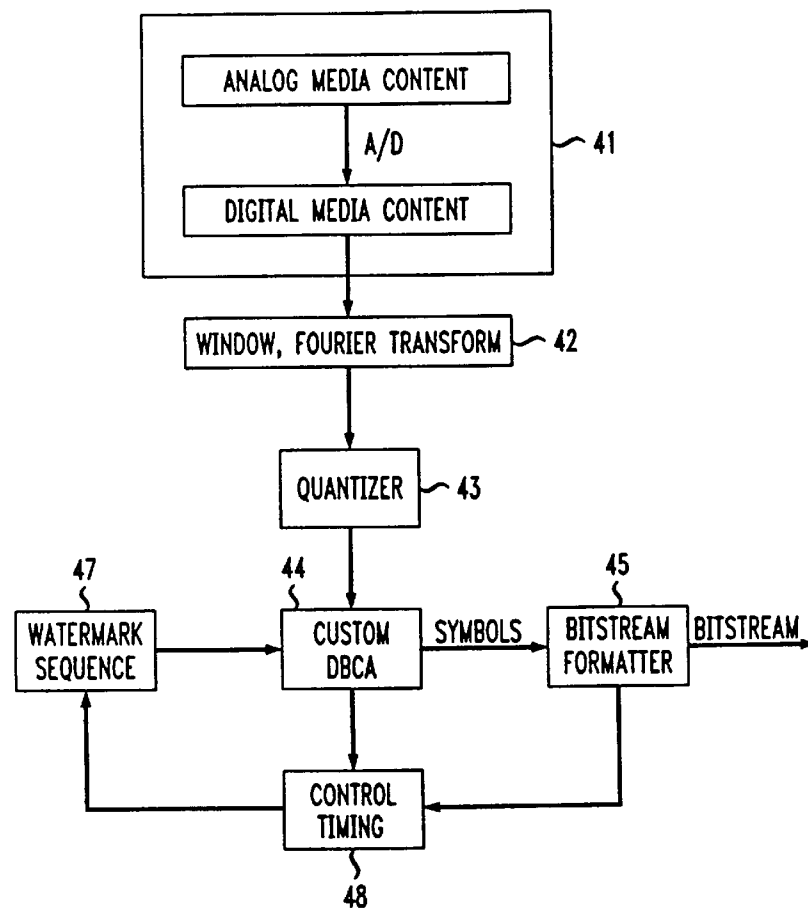 ANALOG MEDIA CONTENT
A/D
41
DIGITAL MEDIA CONTENT
WINDOW, FOURIER TRANSFORM
42
QUANTIZER
43
47
44
45
WATERMARK
SEQUENCE
CUSTOM
DBCA
SYMBOLS
BITSTREAM
FORMATTER
BITSTREAM
CONTROL
TIMING
48